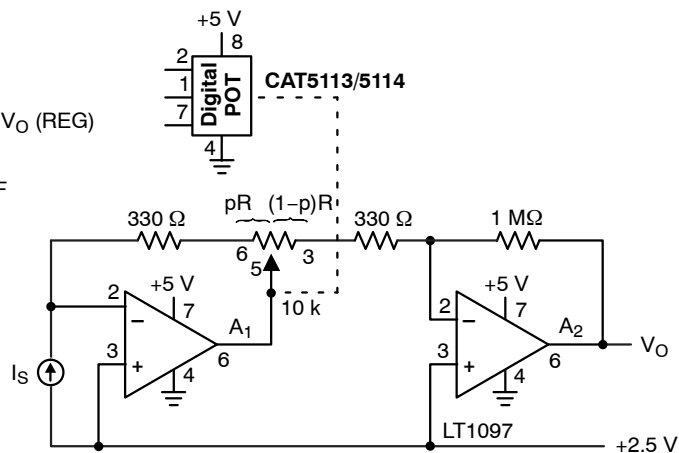 +5 V
8
2
1
7
4
Digital
POT
CAT5113/5114
V_O (REG)
F
pR (1−p)R
330 Ω
6
5
3
330 Ω
1 MΩ
10 k
+5 V
7
2
−
3
+
A1
6
4
I_S
+5 V
7
2
−
3
+
A2
6
4
V_O
LT1097
+2.5 V